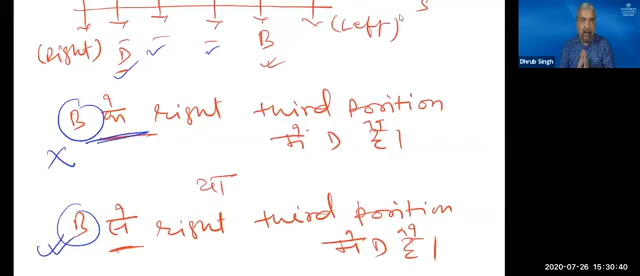 (Right) D B (Left)
Dhrub Singh
B के right third position
में D है।
B से right third position
में D है।
2020-07-26 15:30:40